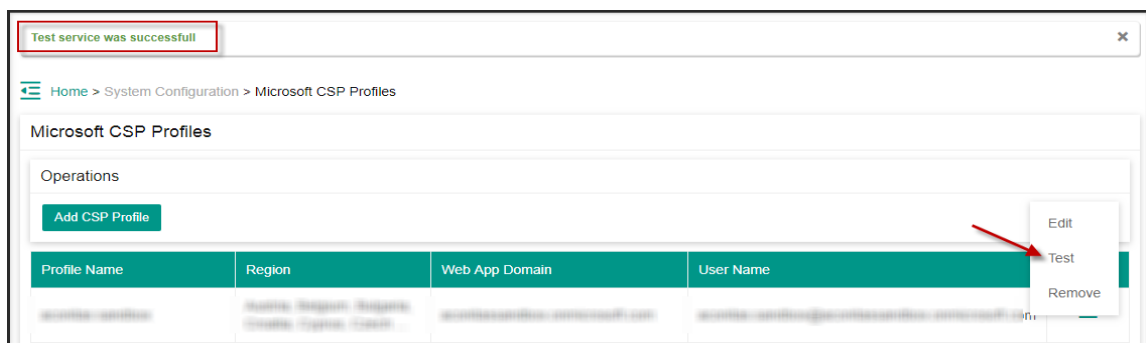 Test service was successfull
×
Home > System Configuration > Microsoft CSP Profiles
Microsoft CSP Profiles
Operations
Add CSP Profile
Edit
Test
Remove
Profile Name Region Web App Domain User Name